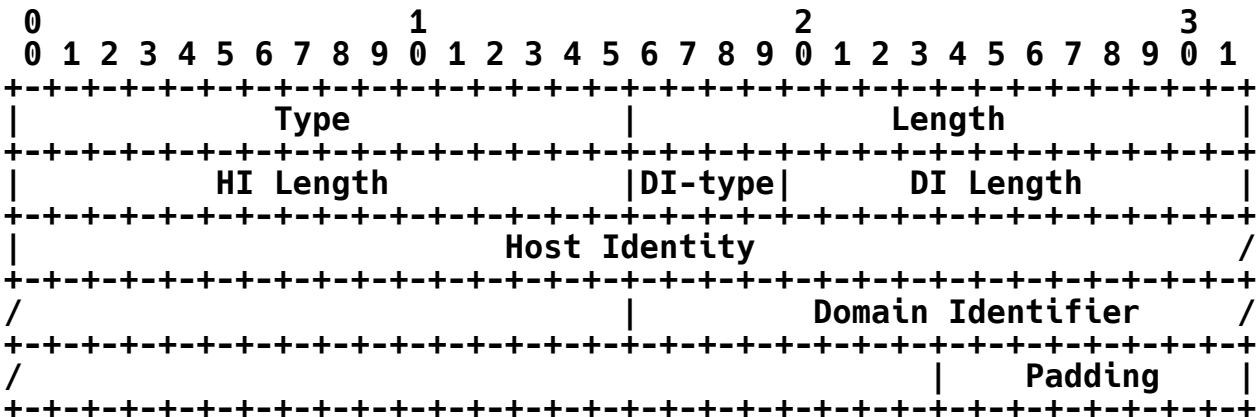 0                   1                   2                   3
 0 1 2 3 4 5 6 7 8 9 0 1 2 3 4 5 6 7 8 9 0 1 2 3 4 5 6 7 8 9 0 1
+-+-+-+-+-+-+-+-+-+-+-+-+-+-+-+-+-+-+-+-+-+-+-+-+-+-+-+-+-+-+-+-+
|             Type              |             Length            |
+-+-+-+-+-+-+-+-+-+-+-+-+-+-+-+-+-+-+-+-+-+-+-+-+-+-+-+-+-+-+-+-+
|          HI Length            |DI-type|      DI Length        |
+-+-+-+-+-+-+-+-+-+-+-+-+-+-+-+-+-+-+-+-+-+-+-+-+-+-+-+-+-+-+-+-+
|                         Host Identity                         /
+-+-+-+-+-+-+-+-+-+-+-+-+-+-+-+-+-+-+-+-+-+-+-+-+-+-+-+-+-+-+-+-+
/                               |         Domain Identifier     /
+-+-+-+-+-+-+-+-+-+-+-+-+-+-+-+-+-+-+-+-+-+-+-+-+-+-+-+-+-+-+-+-+
/                                               |    Padding    |
+-+-+-+-+-+-+-+-+-+-+-+-+-+-+-+-+-+-+-+-+-+-+-+-+-+-+-+-+-+-+-+-+